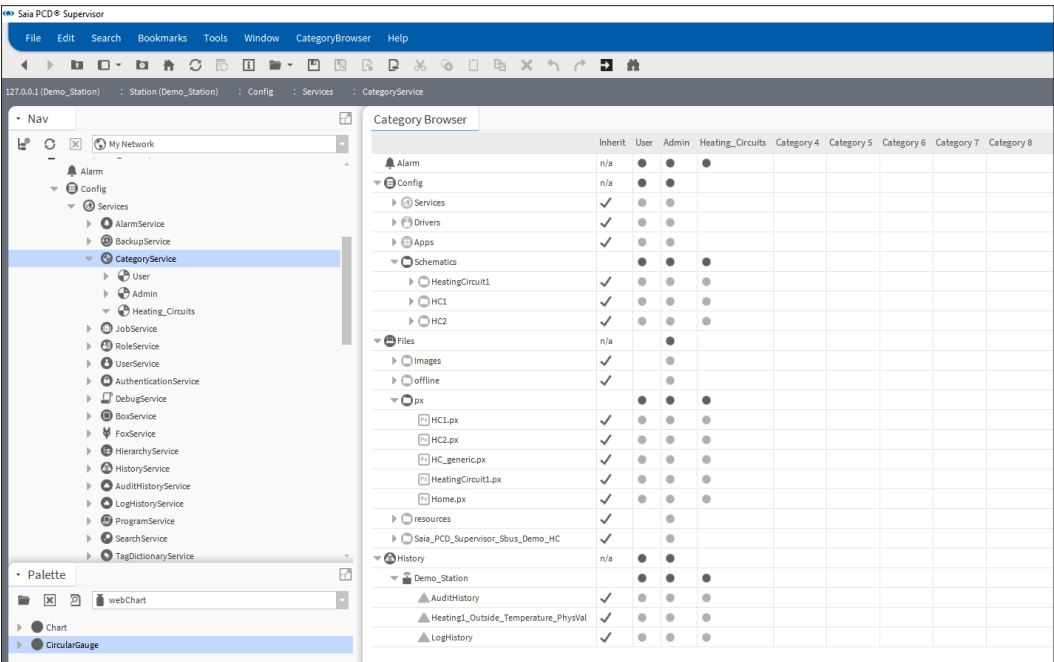 Saia PCD® Supervisor
File Edit Search Bookmarks Tools Window CategoryBrowser Help
127.0.0.1 (Demo_Station) : Station (Demo_Station) : Config : Services : CategoryService
Nav
My Network
Alarm
Config
Services
AlarmService
BackupService
CategoryService
User
Admin
Heating_Circuits
JobService
RoleService
UserService
AuthenticationService
DebugService
BoxService
FoxService
HierarchyService
HistoryService
AuditHistoryService
LogHistoryService
ProgramService
SearchService
TagDictionaryService
Palette
webChart
Chart
CircularGauge
Category Browser
Inherit User Admin Heating_Circuits Category 4 Category 5 Category 6 Category 7 Category 8
Alarm n/a
Config n/a
Services
Drivers
Apps
Schematics
HeatingCircuit1
HC1
HC2
Files n/a
Images
offline
px
HC1.px
HC2.px
HC_generic.px
HeatingCircuit1.px
Home.px
resources
Saia_PCD_Supervisor_Sbus_Demo_HC
History n/a
Demo_Station
AuditHistory
Heating1_Outside_Temperature_PhysVal
LogHistory